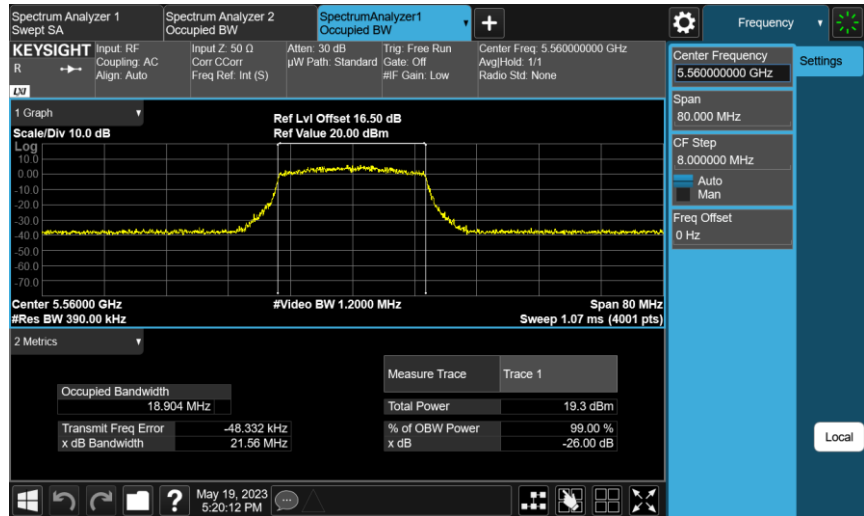 Spectrum Analyzer 1
Swept SA
Spectrum Analyzer 2
Occupied BW
SpectrumAnalyzer1
Occupied BW
Frequency
KEYSIGHT
R
LXI
Input: RF
Coupling: AC
Align: Auto
Input Z: 50 Ω
Corr CCorr
Freq Ref: Int (S)
Atten: 30 dB
µW Path: Standard
Trig: Free Run
Gate: Off
#IF Gain: Low
Center Freq: 5.560000000 GHz
Avg|Hold: 1/1
Radio Std: None
Center Frequency
5.560000000 GHz
Settings
Span
80.000 MHz
CF Step
8.000000 MHz
Auto
Man
Freq Offset
0 Hz
Local
1 Graph
Scale/Div 10.0 dB
Ref Lvl Offset 16.50 dB
Ref Value 20.00 dBm
Log
10.0
0.00
-10.0
-20.0
-30.0
-40.0
-50.0
-60.0
-70.0
Center 5.56000 GHz
#Video BW 1.2000 MHz
Span 80 MHz
#Res BW 390.00 kHz
Sweep 1.07 ms (4001 pts)
2 Metrics
Measure Trace Trace 1
Occupied Bandwidth
18.904 MHz
Total Power 19.3 dBm
Transmit Freq Error -48.332 kHz
% of OBW Power 99.00 %
x dB Bandwidth 21.56 MHz
x dB -26.00 dB
?
May 19, 2023
5:20:12 PM